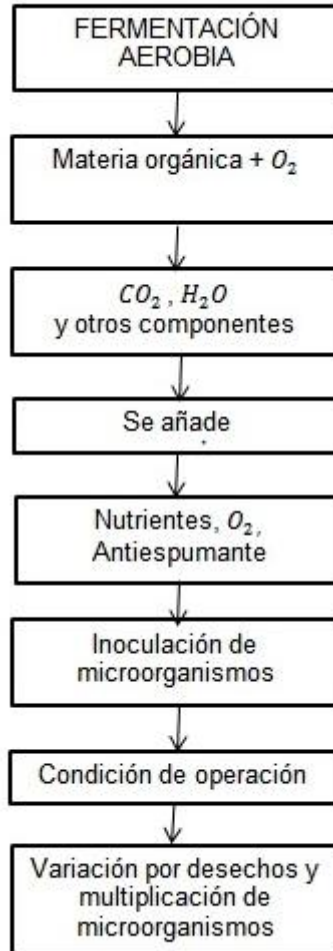 FERMENTACIÓN
AEROBIA
Materia orgánica + O₂
CO₂ , H₂O
y otros componentes
Se añade
.
Nutrientes, O₂,
Antiespumante
Inoculación de
microorganismos
Condición de operación
Variación por desechos y
multiplicación de
microorganismos